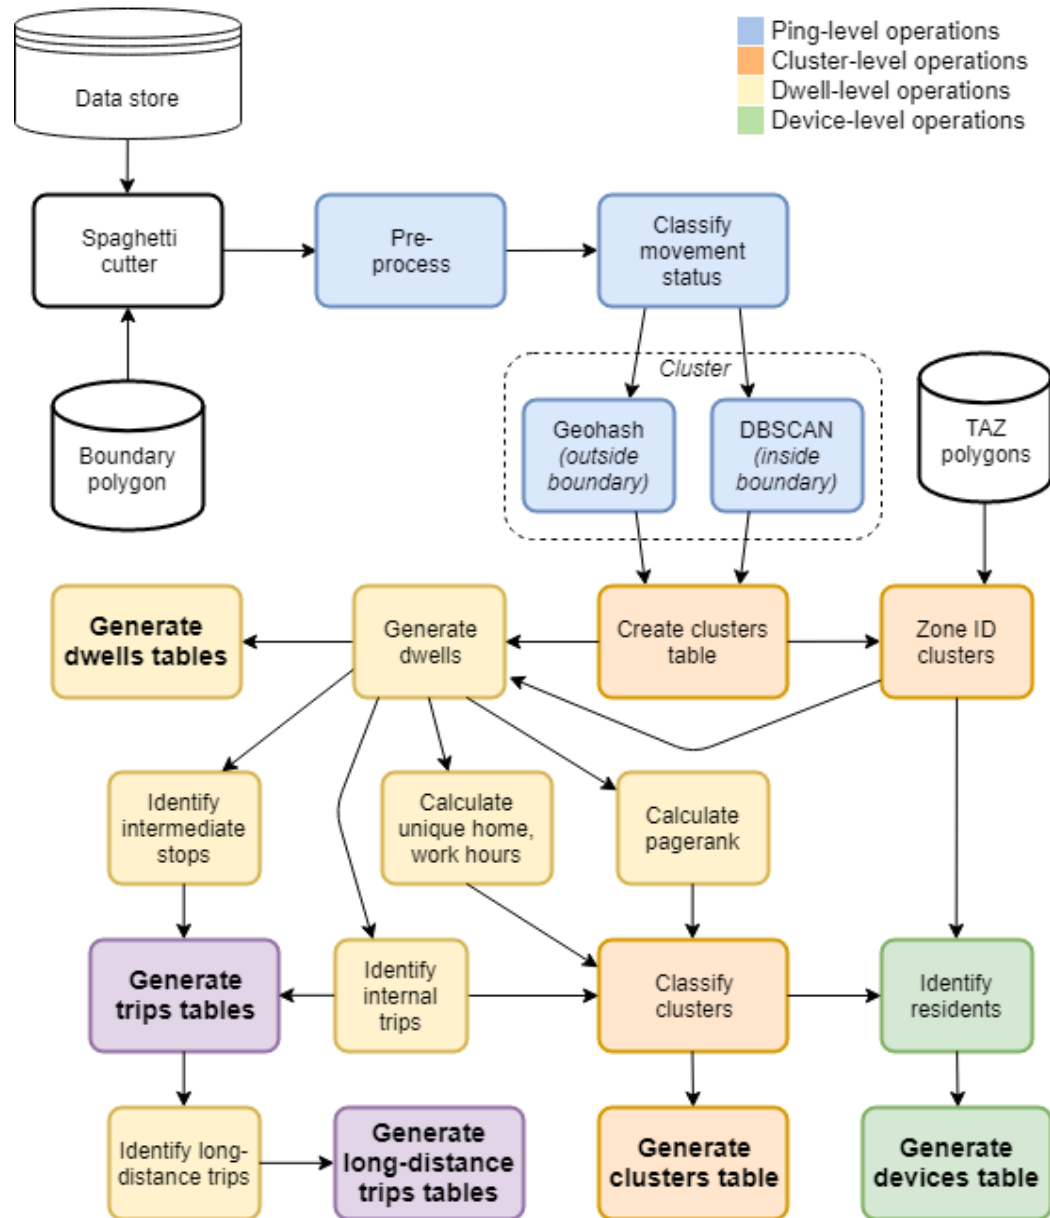 Ping-level operations
Cluster-level operations
Dwell-level operations
Device-level operations
Data store
Spaghetti
cutter
Pre-
process
Classify
movement
status
Boundary
polygon
Cluster
Geohash
(outside
boundary)
DBSCAN
(inside
boundary)
TAZ
polygons
Generate
dwells tables
Generate
dwells
Create clusters
table
Zone ID
clusters
Identify
intermediate
stops
Calculate
unique home,
work hours
Calculate
pagerank
Generate
trips tables
Identify
internal
trips
Classify
clusters
Identify
residents
Identify long-
distance trips
Generate
long-distance
trips tables
Generate
clusters table
Generate
devices table